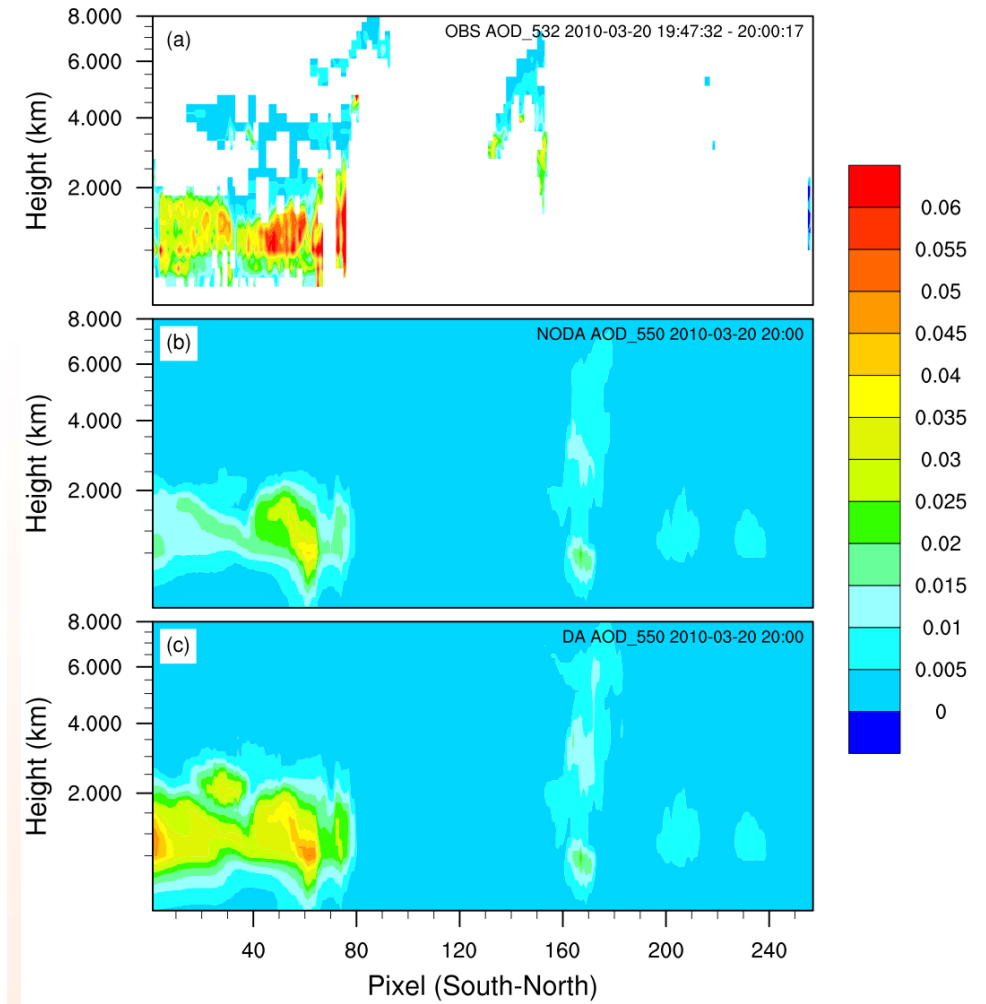 (a)
OBS AOD_532 2010-03-20 19:47:32 - 20:00:17
8.000
6.000
4.000
2.000
Height (km)
(b)
NODA AOD_550 2010-03-20 20:00
8.000
6.000
4.000
2.000
Height (km)
(c)
DA AOD_550 2010-03-20 20:00
8.000
6.000
4.000
2.000
Height (km)
40 80 120 160 200 240
Pixel (South-North)
0.06
0.055
0.05
0.045
0.04
0.035
0.03
0.025
0.02
0.015
0.01
0.005
0